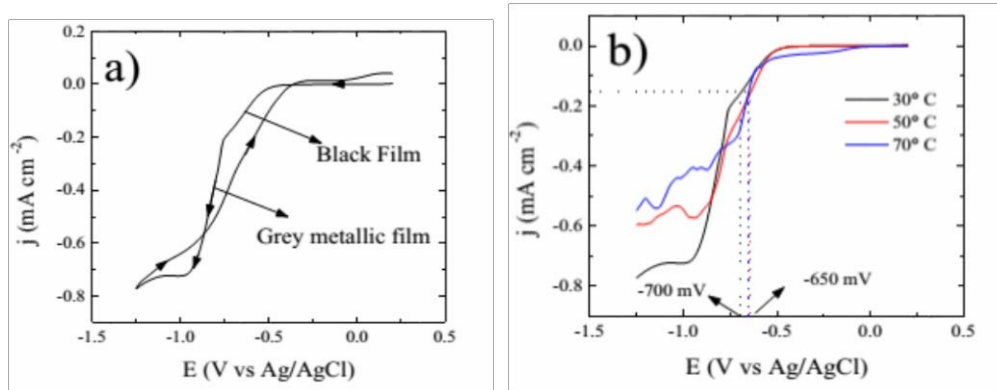 a)
0.2
0.0
-0.2
-0.4
-0.6
-0.8
j (mA cm-2)
Black Film
Grey metallic film
-1.5
-1.0
-0.5
0.0
0.5
E (V vs Ag/AgCl)
b)
0.0
-0.2
-0.4
-0.6
-0.8
j (mA cm-2)
30º C
50º C
70º C
-700 mV
-650 mV
-1.5
-1.0
-0.5
0.0
0.5
E (V vs Ag/AgCl)